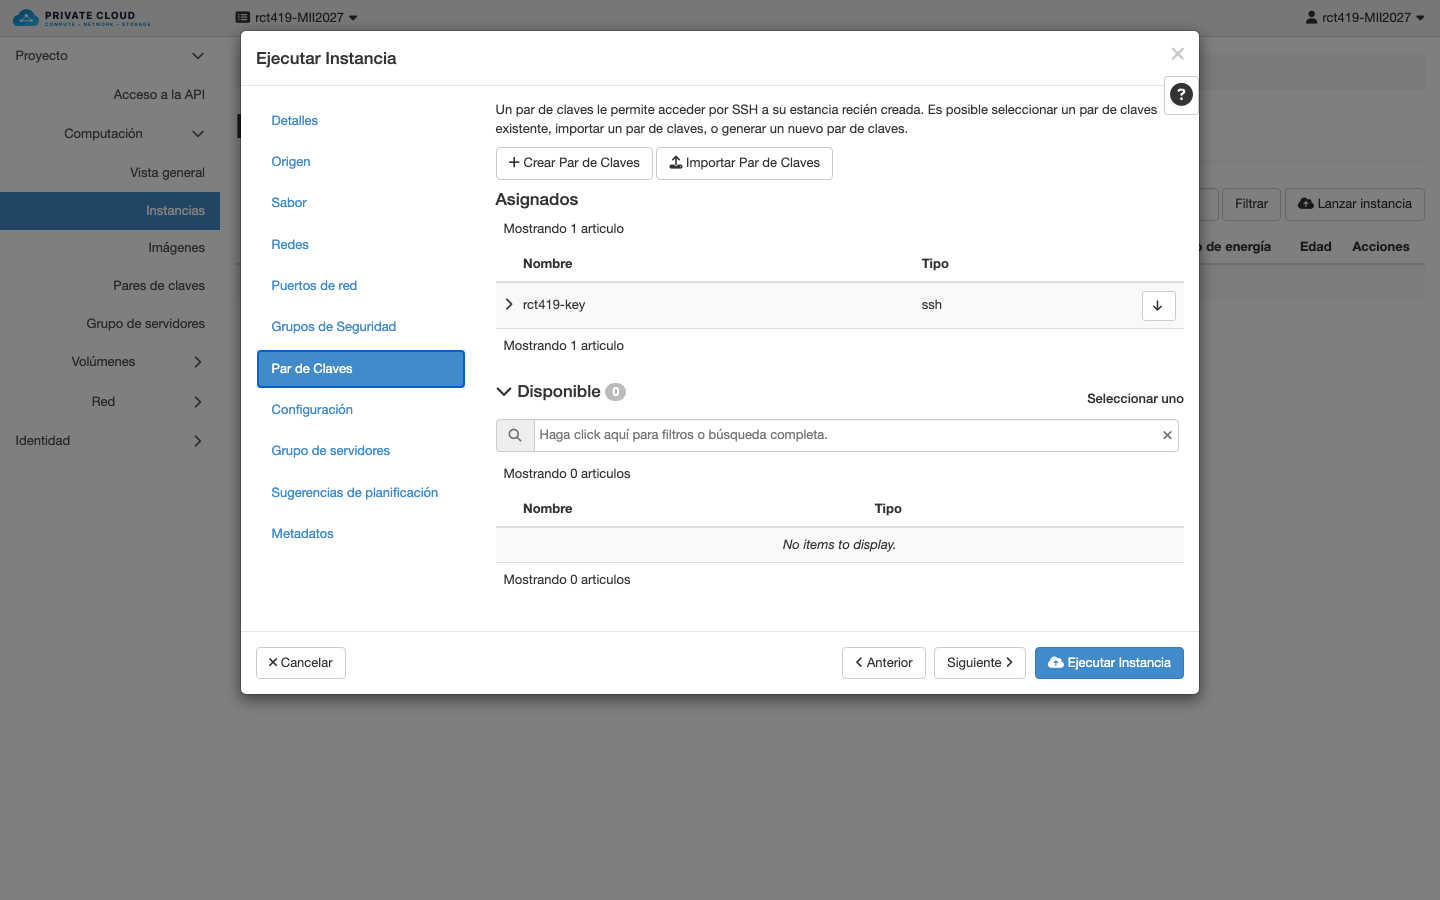 PRIVATE CLOUD
COMPUTE • NETWORK • STORAGE
rct419-MII2027
rct419-MII2027
Proyecto
Acceso a la API
Computación
Vista general
Instancias
Imágenes
Pares de claves
Grupo de servidores
Volúmenes
Red
Identidad
Filtrar
Lanzar instancia
de energía
Edad
Acciones
Ejecutar Instancia
Detalles
Origen
Sabor
Redes
Puertos de red
Grupos de Seguridad
Par de Claves
Configuración
Grupo de servidores
Sugerencias de planificación
Metadatos
Un par de claves le permite acceder por SSH a su estancia recién creada. Es posible seleccionar un par de claves
existente, importar un par de claves, o generar un nuevo par de claves.
Crear Par de Claves
Importar Par de Claves
Asignados
Mostrando 1 articulo
Nombre Tipo
rct419-key ssh
Mostrando 1 articulo
Disponible 0
Seleccionar uno
Haga click aquí para filtros o búsqueda completa.
Mostrando 0 articulos
Nombre Tipo
No items to display.
Mostrando 0 articulos
Cancelar
Anterior
Siguiente
Ejecutar Instancia